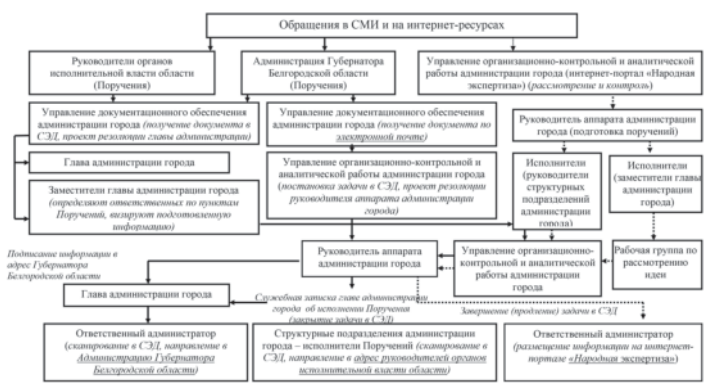 Обращения в СМИ и на интернет-ресурсах
Руководители органов
исполнительной власти области
(Поручения)
Администрация Губернатора
Белгородской области
(Поручения)
Управление организационно-контрольной и аналитической
работы администрации города (интернет-портал «Народная
экспертиза») (рассмотрение и контроль)
Управление документационного обеспечения
администрации города (получение документа в
СЭД, проект резолюции главы администрации)
Управление документационного обеспечения
администрации города (получение документа по
электронной почте)
Руководитель аппарата администрации
города (подготовка поручений)
Глава администрации города
Управление организационно-контрольной и
аналитической работы администрации города
(постановка задачи в СЭД, проект резолюции
руководителя аппарата администрации
города)
Исполнители
(руководители
структурных
подразделений
администрации
города)
Исполнители
(заместители главы
администрации
города)
Заместители главы администрации города
(определяют ответственных по пунктам
Поручений, визируют подготовленную
информацию)
Подписание информации в
адрес Губернатора
Белгородской области
Руководитель аппарата
администрации города
Управление организационно-
контрольной и аналитической
работы администрации
города
Рабочая группа по
рассмотрению
идеи
Глава администрации города
Служебная записка главе администрации
города об исполнении Поручения
(закрытие задачи в СЭД)
Завершение (продление) задачи в СЭД
Ответственный администратор
(сканирование в СЭД, направление в
Администрацию Губернатора
Белгородской области)
Структурные подразделения администрации
города – исполнители Поручений (сканирование в
СЭД, направление в адрес руководителей органов
исполнительной власти области)
Ответственный администратор
(размещение информации на интернет-
портале «Народная экспертиза»)